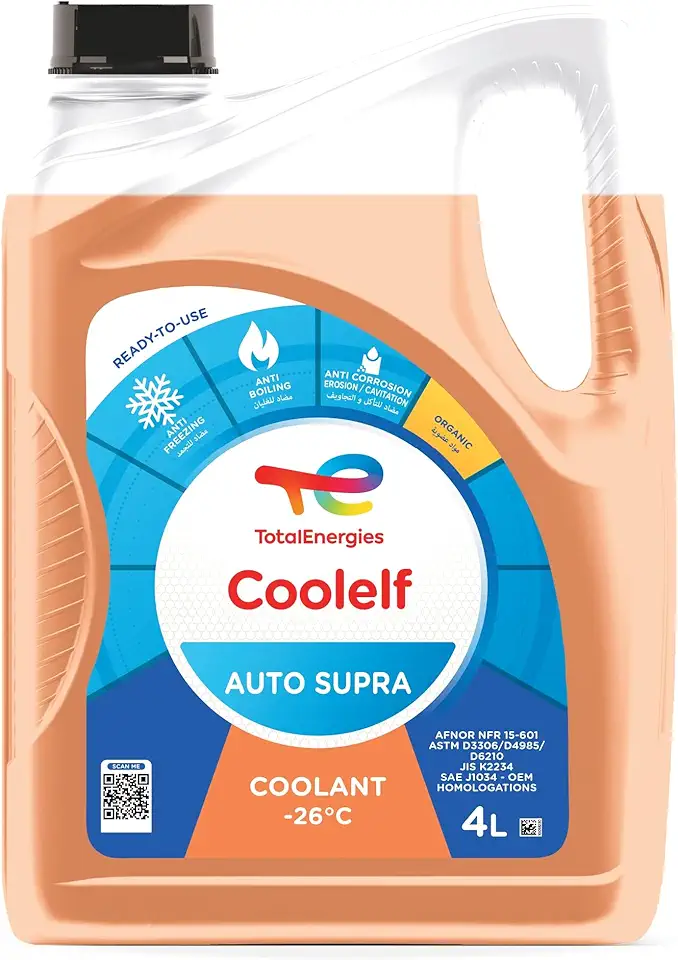 READY-TO-USE
ANTI
FREEZING
مضاد للتجمد
ANTI
BOILING
مضاد للغليان
ANTI CORROSION
EROSION / CAVITATION
مضاد للتأكل و التجاويف
ORGANIC
مواد عضوية
TotalEnergies
Coolelf
AUTO SUPRA
COOLANT
-26°C
SCAN ME
AFNOR NFR 15-601
ASTM D3306/D4985/
D6210
JIS K2234
SAE J1034 - OEM
HOMOLOGATIONS
4L